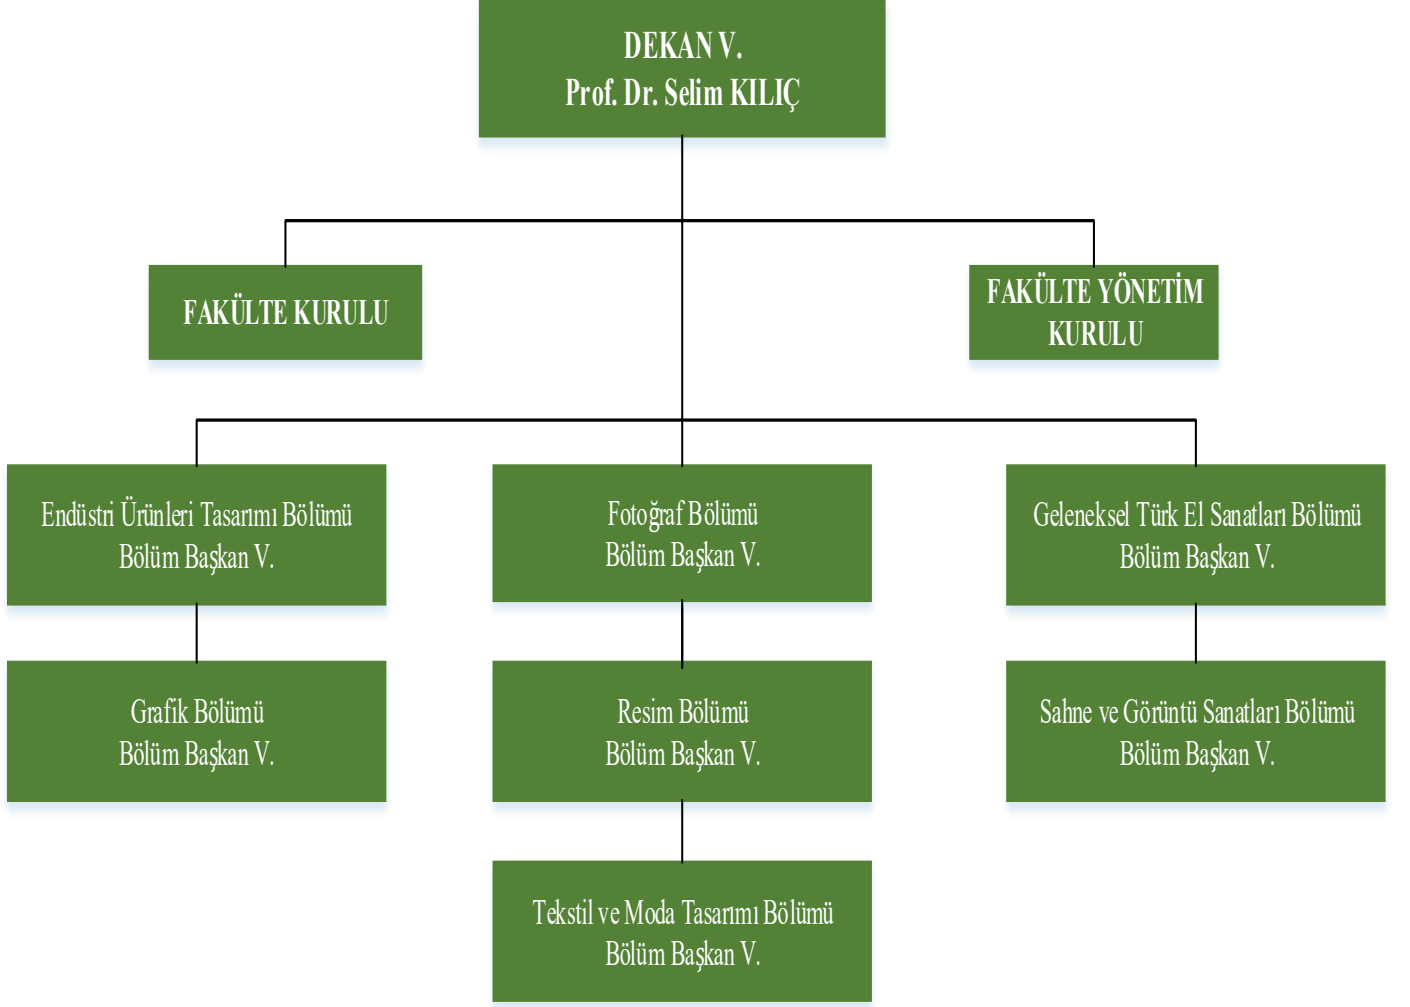 DEKAN V.
Prof. Dr. Selim KILIÇ
FAKÜLTE KURULU
FAKÜLTE YÖNETİM
KURULU
Endüstri Ürünleri Tasarımı Bölümü
Bölüm Başkan V.
Fotoğraf Bölümü
Bölüm Başkan V.
Geleneksel Türk El Sanatları Bölümü
Bölüm Başkan V.
Grafik Bölümü
Bölüm Başkan V.
Resim Bölümü
Bölüm Başkan V.
Sahne ve Görüntü Sanatları Bölümü
Bölüm Başkan V.
Tekstil ve Moda Tasarımı Bölümü
Bölüm Başkan V.